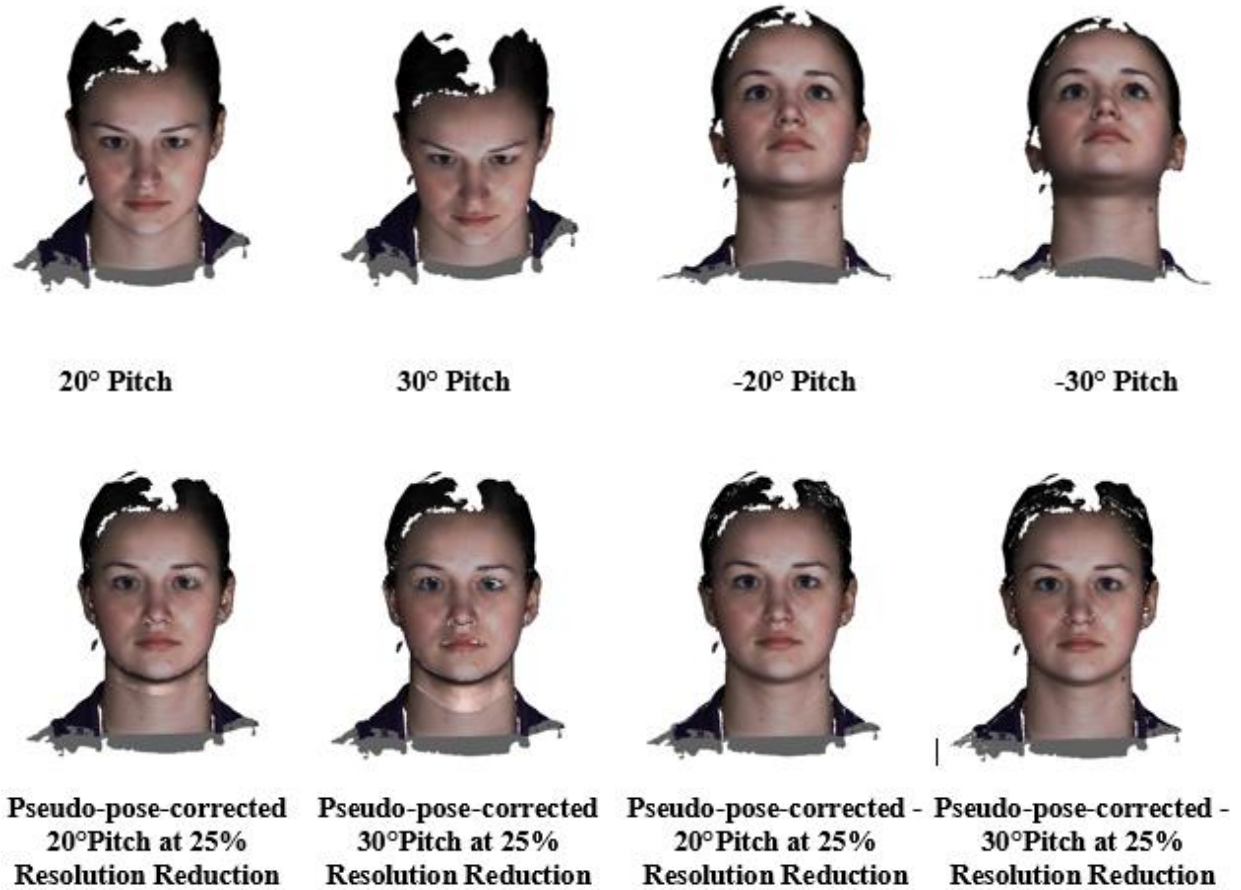 20° Pitch
30° Pitch
-20° Pitch
-30° Pitch
Pseudo-pose-corrected
20°Pitch at 25%
Resolution Reduction
Pseudo-pose-corrected
30°Pitch at 25%
Resolution Reduction
Pseudo-pose-corrected -
20°Pitch at 25%
Resolution Reduction
Pseudo-pose-corrected -
30°Pitch at 25%
Resolution Reduction